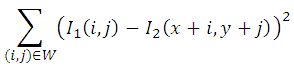 ∑(i,j)∈W (I₁(i,j) − I₂(x + i, y + j))²